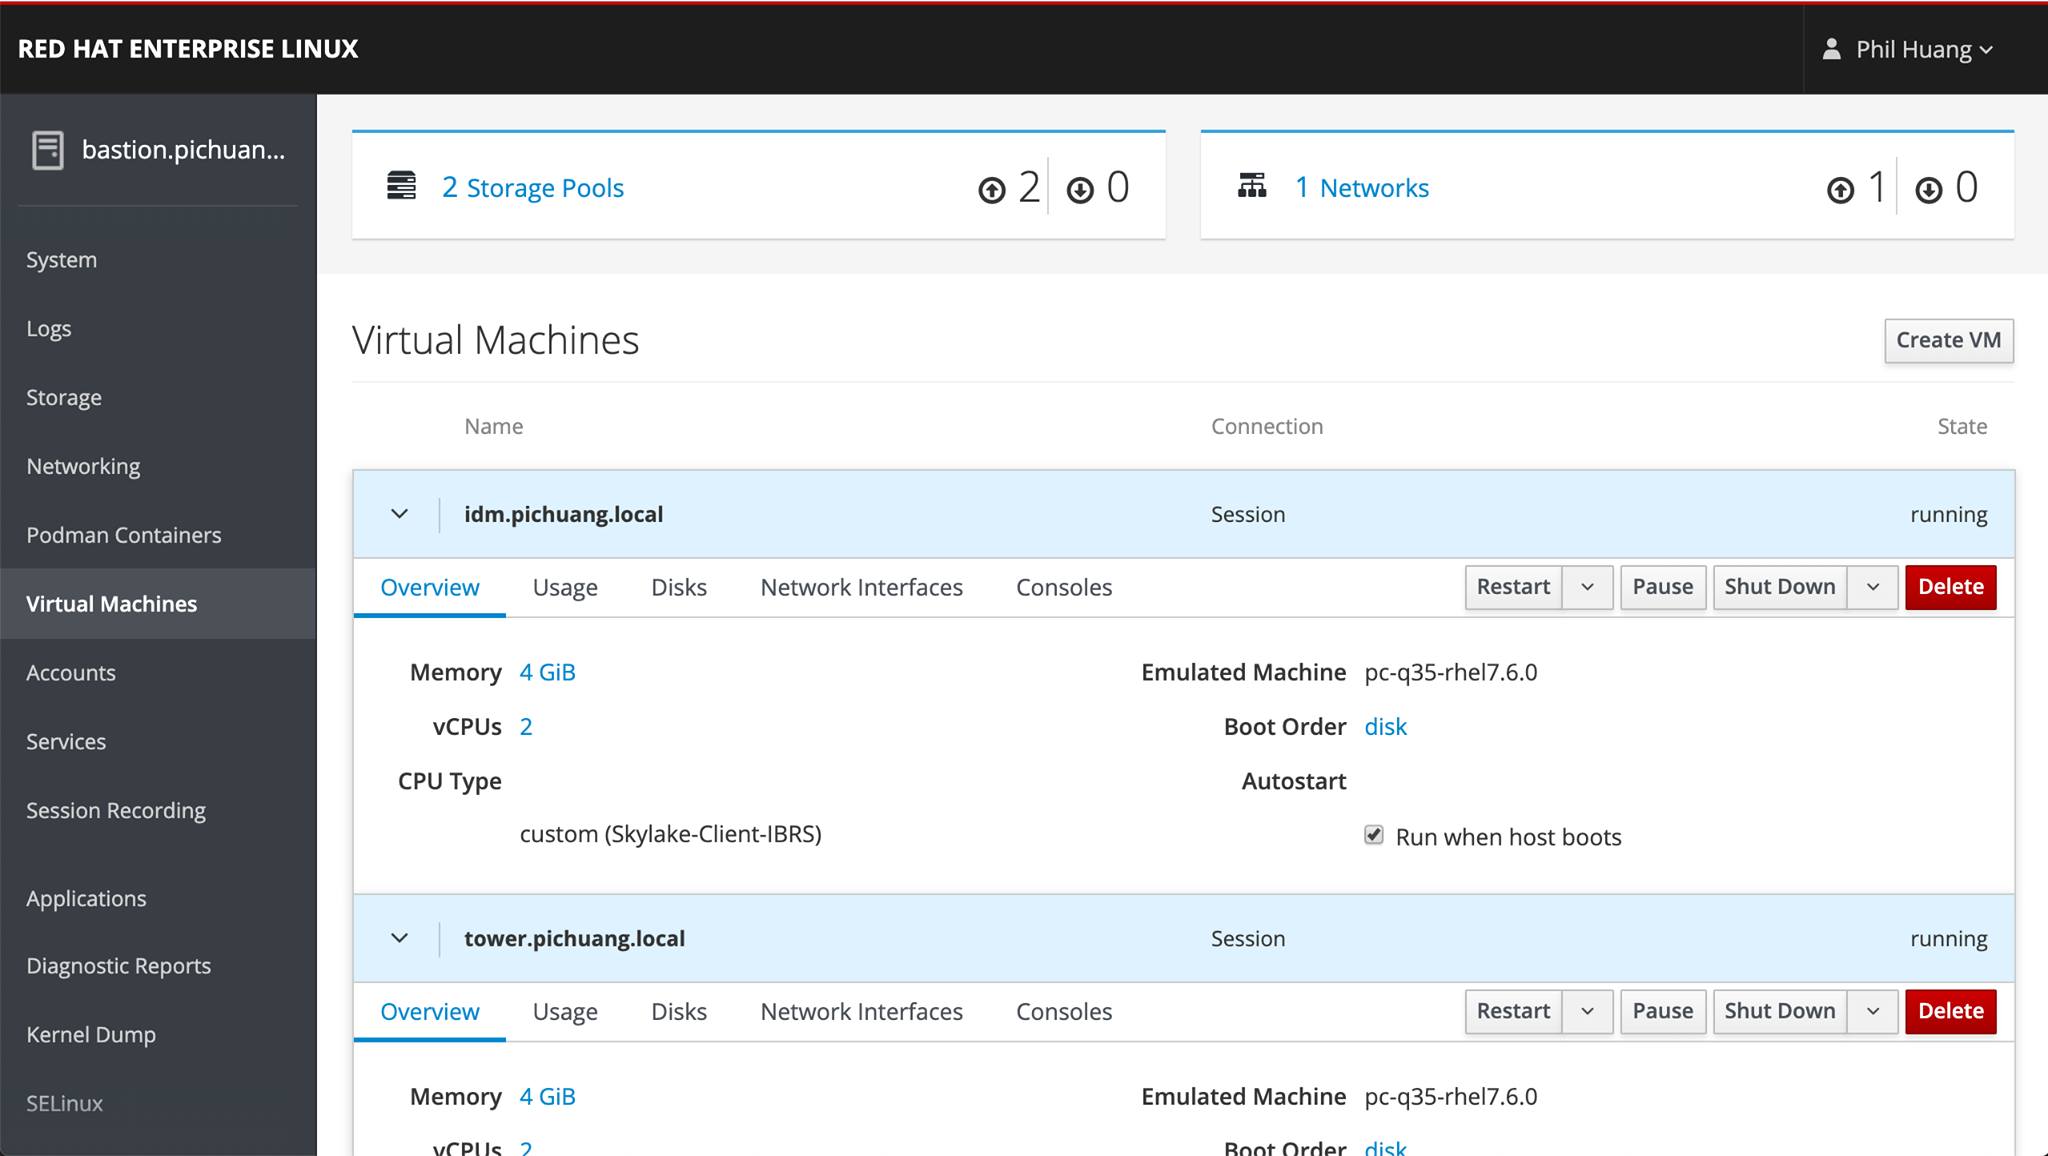 RED HAT ENTERPRISE LINUX
Phil Huang
bastion.pichuan...
System
Logs
Storage
Networking
Podman Containers
Virtual Machines
Accounts
Services
Session Recording
Applications
Diagnostic Reports
Kernel Dump
SELinux
2 Storage Pools 2 0
1 Networks 1 0
Virtual Machines
Create VM
Name Connection State
idm.pichuang.local Session running
Overview Usage Disks Network Interfaces Consoles Restart Pause Shut Down Delete
Memory 4 GiB Emulated Machine pc-q35-rhel7.6.0
vCPUs 2 Boot Order disk
CPU Type Autostart
custom (Skylake-Client-IBRS) Run when host boots
tower.pichuang.local Session running
Overview Usage Disks Network Interfaces Consoles Restart Pause Shut Down Delete
Memory 4 GiB Emulated Machine pc-q35-rhel7.6.0
vCPUs 2 Boot Order disk